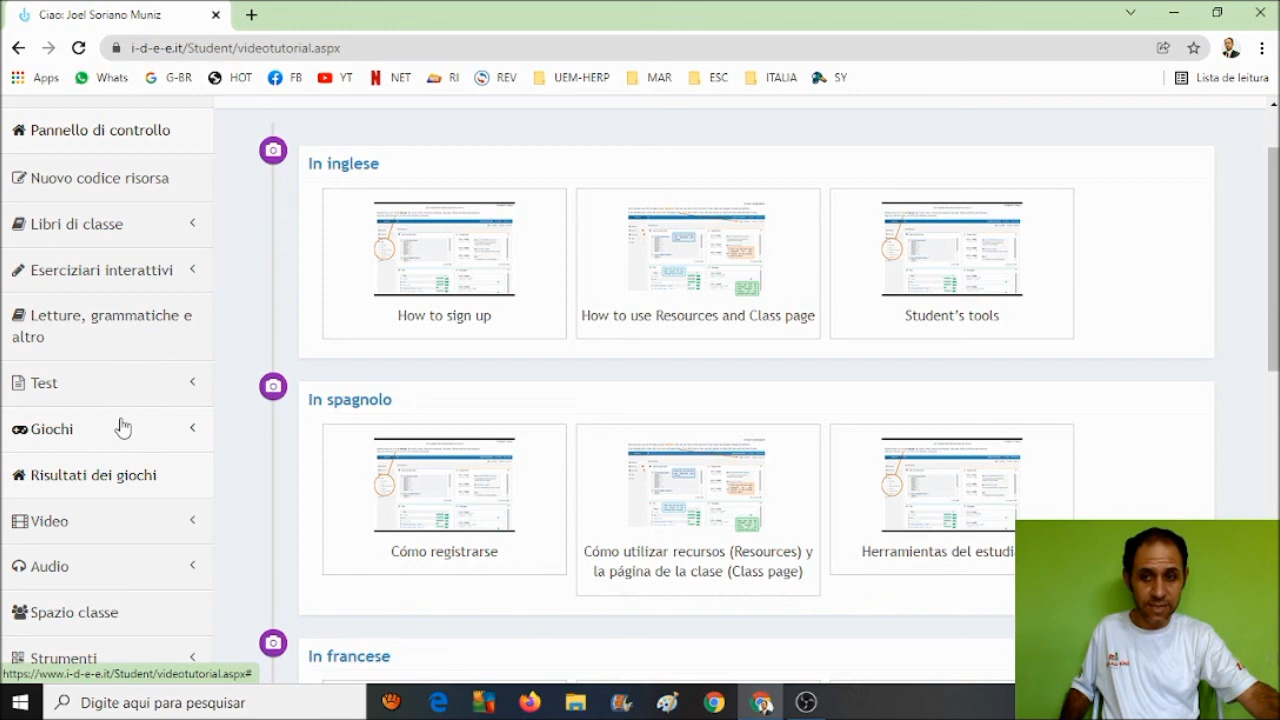 Ciao: Joel Soriano Muniz
i-d-e-e.it/Student/videotutorial.aspx
Apps Whats G-BR HOT FB YT NET RI REV UEM-HERP MAR ESC ITALIA SY Lista de leitura
Pannello di controllo
Nuovo codice risorsa
Libri di classe
Eserciziari interattivi
Letture, grammatiche e
altro
Test
Giochi
Risultati dei giochi
Video
Audio
Spazio classe
Strumenti
https://www.i-d-e-e.it/Student/videotutorial.aspx#
In inglese
How to sign up
How to use Resources and Class page
Student's tools
In spagnolo
Cómo registrarse
Cómo utilizar recursos (Resources) y
la página de la clase (Class page)
Herramientas del estudi
In francese
Digite aqui para pesquisar